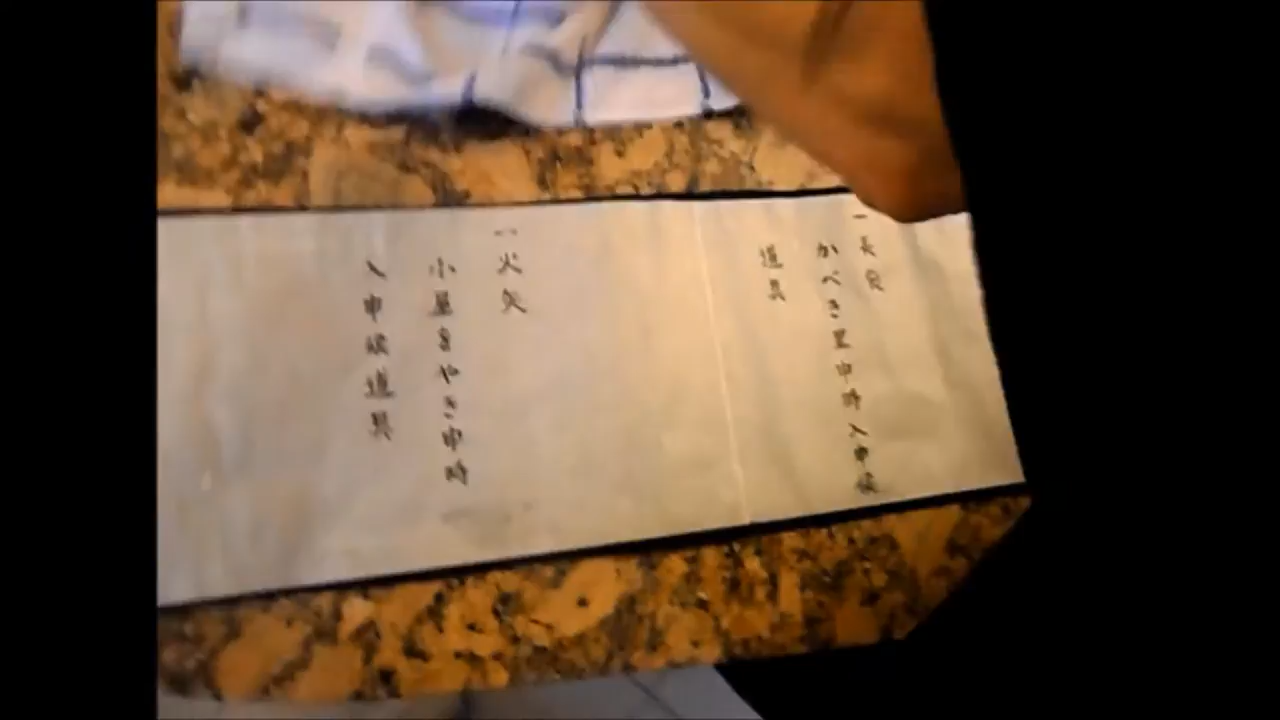 一長
かべき里申時入申候
道具
一火矢
小屋をやき申時
入申候道具